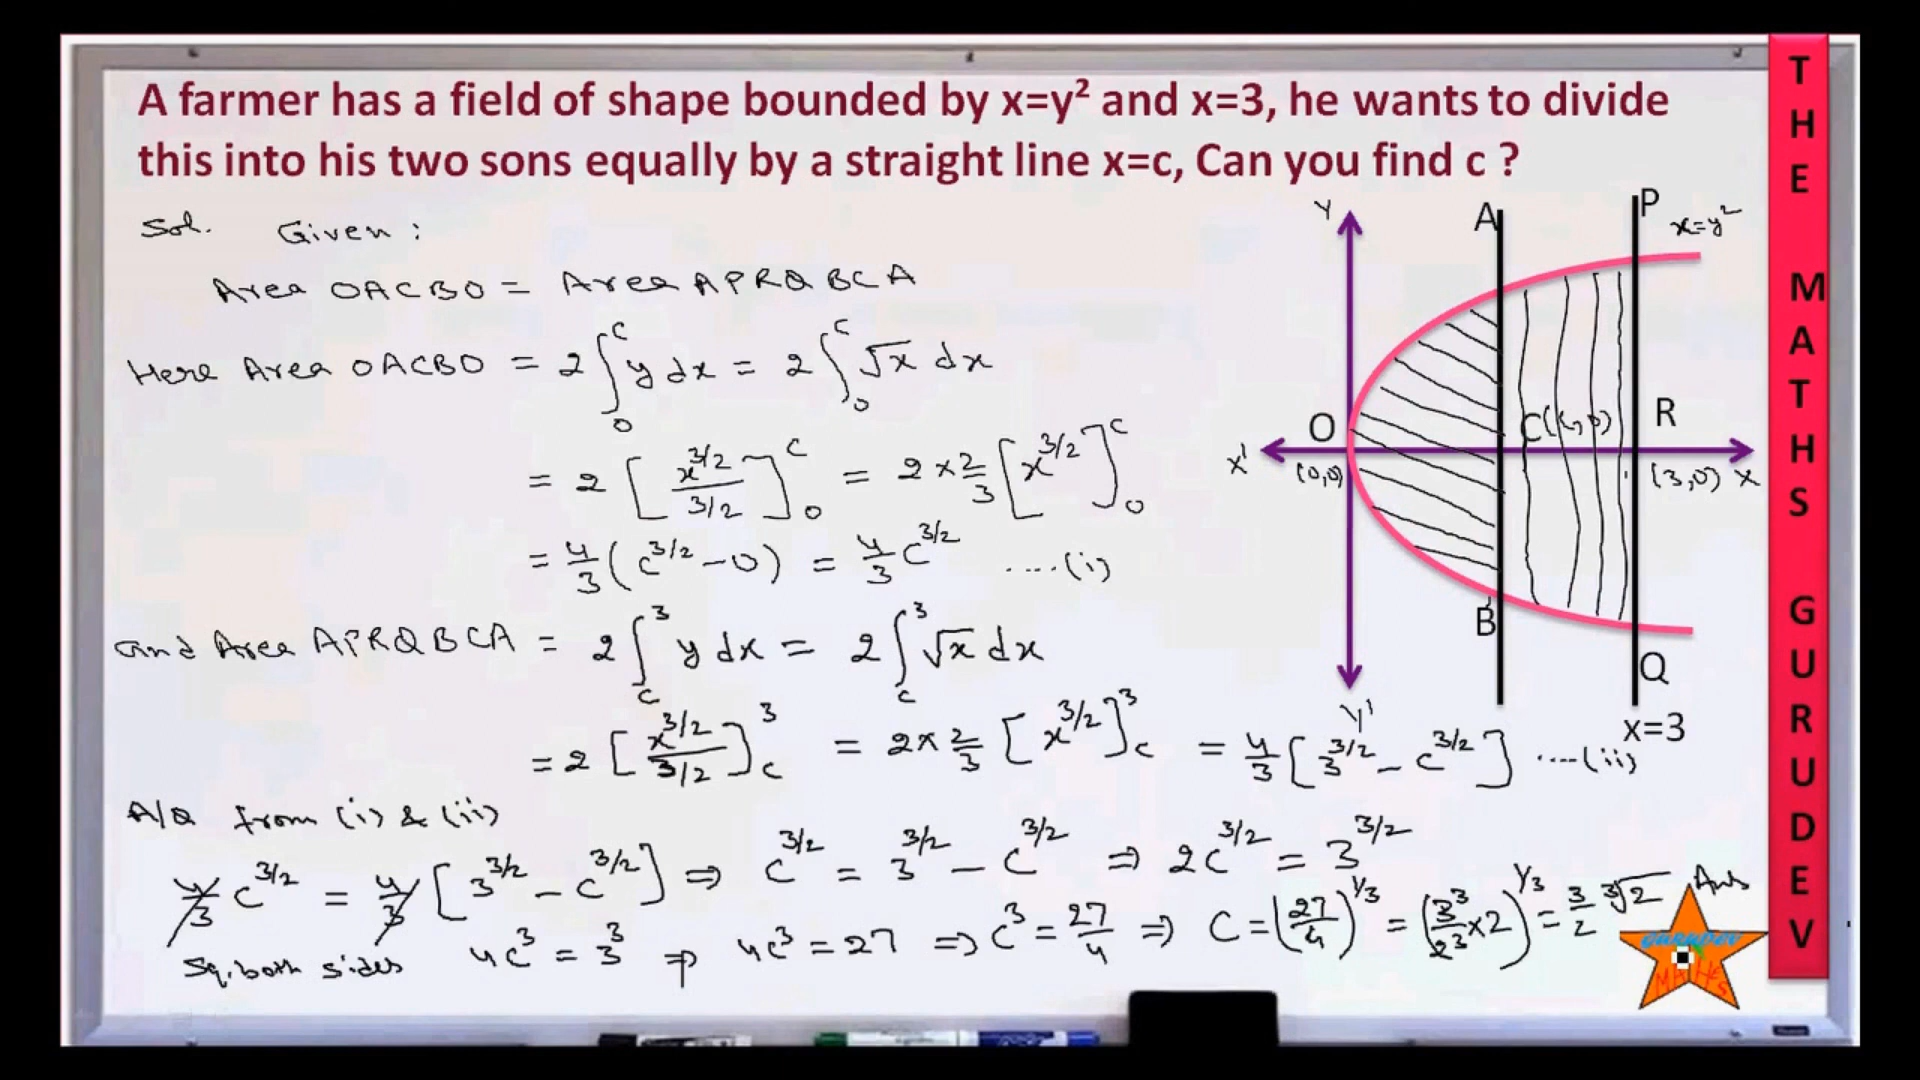 A farmer has a field of shape bounded by x=y² and x=3, he wants to divide
this into his two sons equally by a straight line x=c, Can you find c ?
Sol. Given :
Area OACBO = Area APRQBCA
Here Area OACBO = 2∫₀ᶜ y dx = 2∫₀ᶜ √x dx
= 2 [x^{3/2} / 3/2]₀ᶜ = 2 × 2/3 [x^{3/2}]₀ᶜ
= 4/3 (c^{3/2} - 0) = 4/3 c^{3/2} ....(i)
and Area APRQBCA = 2∫_c^3 y dx = 2∫_c^3 √x dx
= 2 [x^{3/2} / 3/2]_c^3 = 2 × 2/3 [x^{3/2}]_c^3 = 4/3 [3^{3/2} - c^{3/2}] ....(ii)
A/Q from (i) & (ii)
4/3 c^{3/2} = 4/3 [3^{3/2} - c^{3/2}] ⇒ c^{3/2} = 3^{3/2} - c^{3/2} ⇒ 2c^{3/2} = 3^{3/2}
Sq. both sides 4c³ = 3³ ⇒ 4c³ = 27 ⇒ c³ = 27/4 ⇒ C = (27/4)^{1/3} = (3³/2³ ×2)^{1/3} = 3/2 ∛2 Ans
Y
A
P
x=y²
O
C(c,0)
R
X'
(0,0)
(3,0) X
B
Q
Y'
x=3
THE MATHS GURUDEV
GURUDEV
MATHS